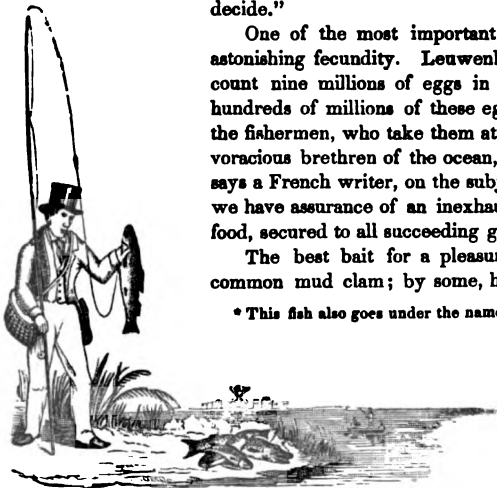 decide.”
One of the most important
astonishing fecundity. Leuwenh
count nine millions of eggs in
hundreds of millions of these eg
the fishermen, who take them at
voracious brethren of the ocean,
says a French writer, on the subj
we have assurance of an inexhau
food, secured to all succeeding g
The best bait for a pleasur
common mud clam; by some, h
* This fish also goes under the name